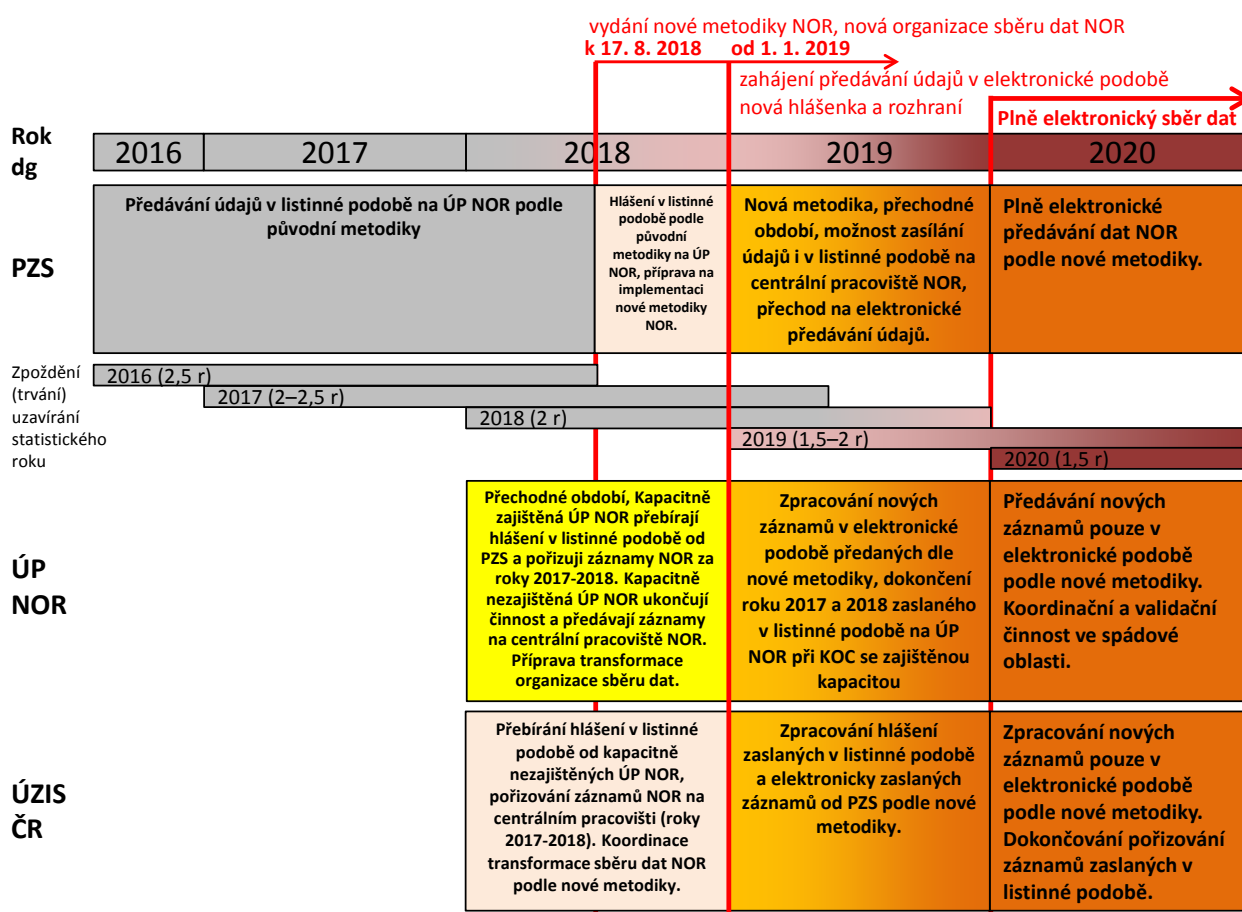 vydání nové metodiky NOR, nová organizace sběru dat NOR
k 17. 8. 2018
od 1. 1. 2019
zahájení předávání údajů v elektronické podobě
nová hlášenka a rozhraní
Plně elektronický sběr dat
Rok
dg
2016
2017
2018
2019
2020
PZS
Předávání údajů v listinné podobě na ÚP NOR podle
původní metodiky
Hlášení v listinné
podobě podle
původní
metodiky na ÚP
NOR, příprava na
implementaci
nové metodiky
NOR.
Nová metodika, přechodné
období, možnost zasílání
údajů i v listinné podobě na
centrální pracoviště NOR,
přechod na elektronické
předávání údajů.
Plně elektronické
předávání dat NOR
podle nové metodiky.
Zpoždění
(trvání)
uzavírání
statistického
roku
2016 (2,5 r)
2017 (2–2,5 r)
2018 (2 r)
2019 (1,5–2 r)
2020 (1,5 r)
ÚP
NOR
Přechodné období, Kapacitně
zajištěná ÚP NOR přebírají
hlášení v listinné podobě od
PZS a pořizuji záznamy NOR za
roky 2017-2018. Kapacitně
nezajištěná ÚP NOR ukončují
činnost a předávají záznamy
na centrální pracoviště NOR.
Příprava transformace
organizace sběru dat.
Zpracování nových
záznamů v elektronické
podobě předaných dle
nové metodiky, dokončení
roku 2017 a 2018 zaslaného
v listinné podobě na ÚP
NOR při KOC se zajištěnou
kapacitou
Předávání nových
záznamů pouze v
elektronické podobě
podle nové metodiky.
Koordinační a validační
činnost ve spádové
oblasti.
ÚZIS
ČR
Přebírání hlášení v listinné
podobě od kapacitně
nezajištěných ÚP NOR,
pořizování záznamů NOR na
centrálním pracovišti (roky
2017-2018). Koordinace
transformace sběru dat NOR
podle nové metodiky.
Zpracování hlášení
zaslaných v listinné podobě
a elektronicky zaslaných
záznamů od PZS podle nové
metodiky.
Zpracování nových
záznamů pouze v
elektronické podobě
podle nové metodiky.
Dokončování pořizování
záznamů zaslaných v
listinné podobě.